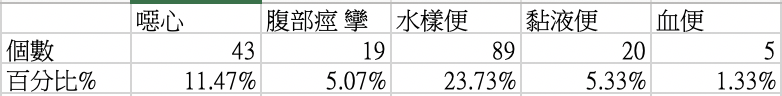 噁心 腹部痙 攣 水樣便 黏液便 血便
個數 43 19 89 20 5
百分比% 11.47% 5.07% 23.73% 5.33% 1.33%